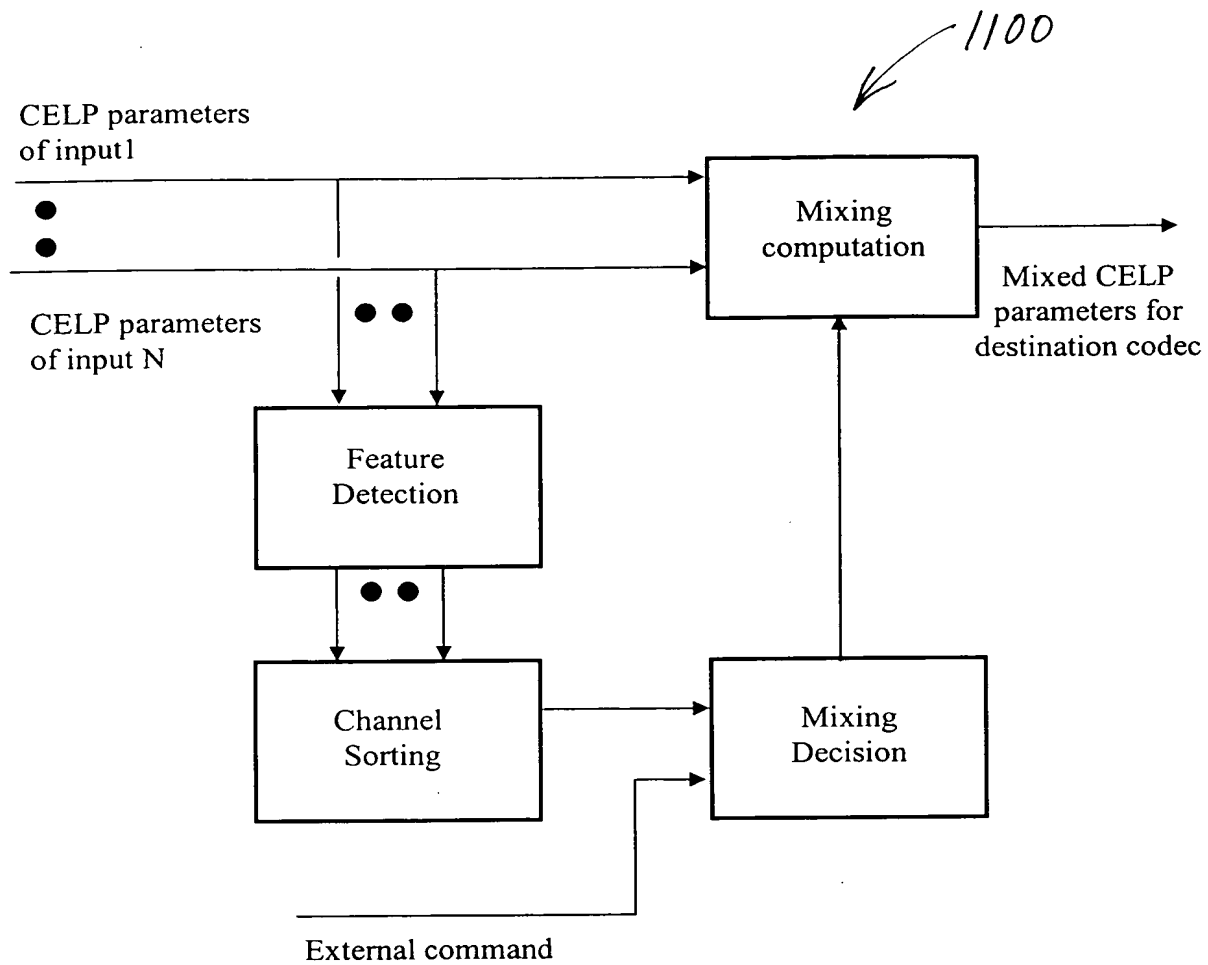 1100
CELP parameters
of input1
Mixing
computation
Mixed CELP
parameters for
destination codec
CELP parameters
of input N
Feature
Detection
Channel
Sorting
Mixing
Decision
External command